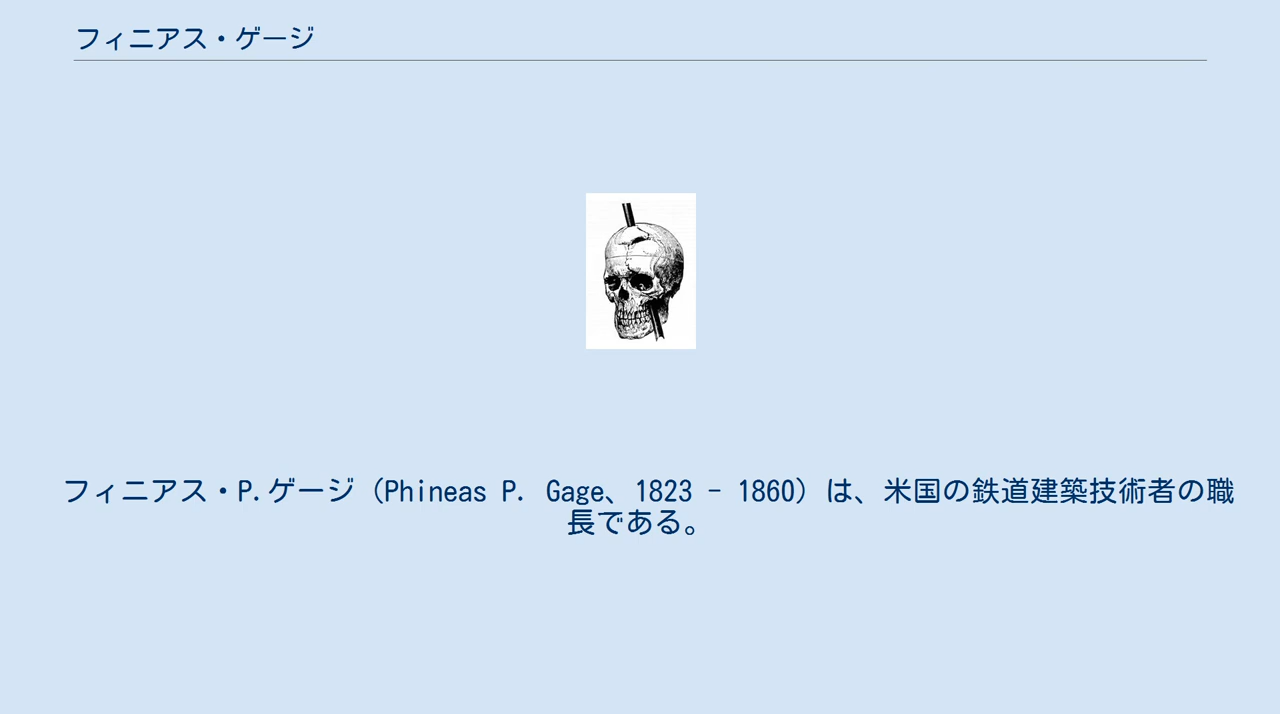 フィニアス・ゲージ
フィニアス・P.ゲージ（Phineas P. Gage、1823 - 1860）は、米国の鉄道建築技術者の職
長である。